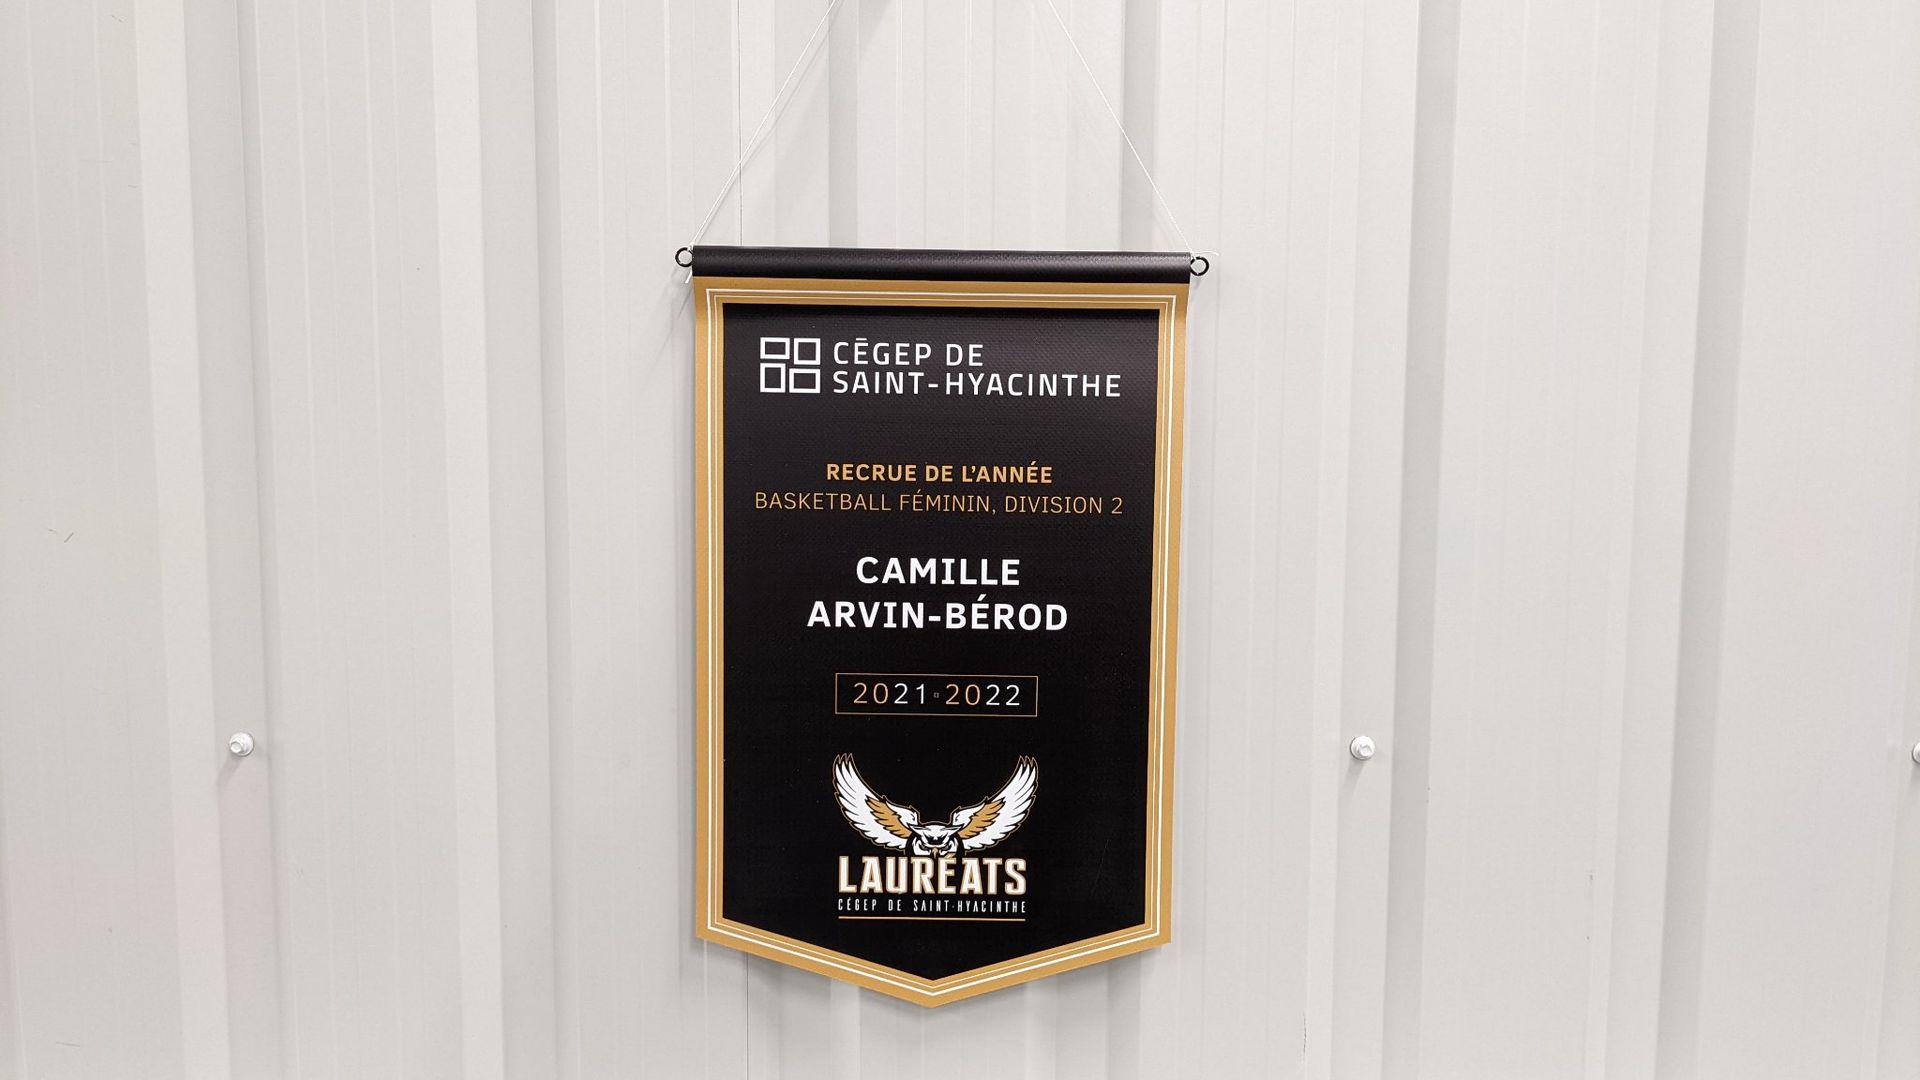 CÉGEP DE
SAINT-HYACINTHE
RECRUE DE L'ANNÉE
BASKETBALL FÉMININ, DIVISION 2
CAMILLE
ARVIN-BÉROD
2021▫2022
LAURÉATS
CÉGEP DE SAINT-HYACINTHE